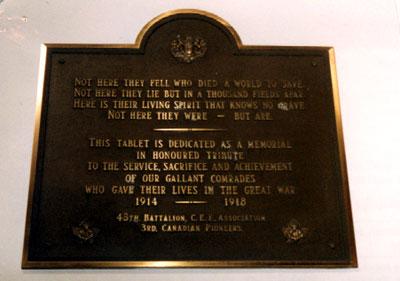 NOT HERE THEY FELL WHO DIED A WORLD TO SAVE,
NOT HERE THEY LIE BUT IN A THOUSAND FIELDS AFAR.
HERE IS THEIR LIVING SPIRIT THAT KNOWS NO GRAVE.
NOT HERE THEY WERE — BUT ARE.
THIS TABLET IS DEDICATED AS A MEMORIAL
IN HONOURED TRIBUTE
TO THE SERVICE, SACRIFICE AND ACHIEVEMENT
OF OUR GALLANT COMRADES
WHO GAVE THEIR LIVES IN THE GREAT WAR
1914 — 1918
48TH. BATTALION, C.E.F. ASSOCIATION
3RD. CANADIAN PIONEERS.